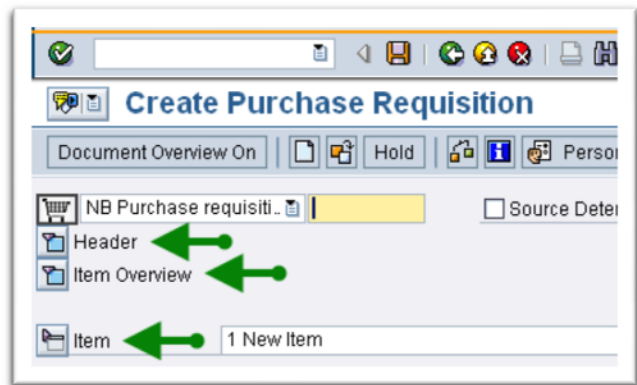 Create Purchase Requisition
Document Overview On Hold Person
NB Purchase requisiti.. Source Deter
Header
Item Overview
Item 1 New Item